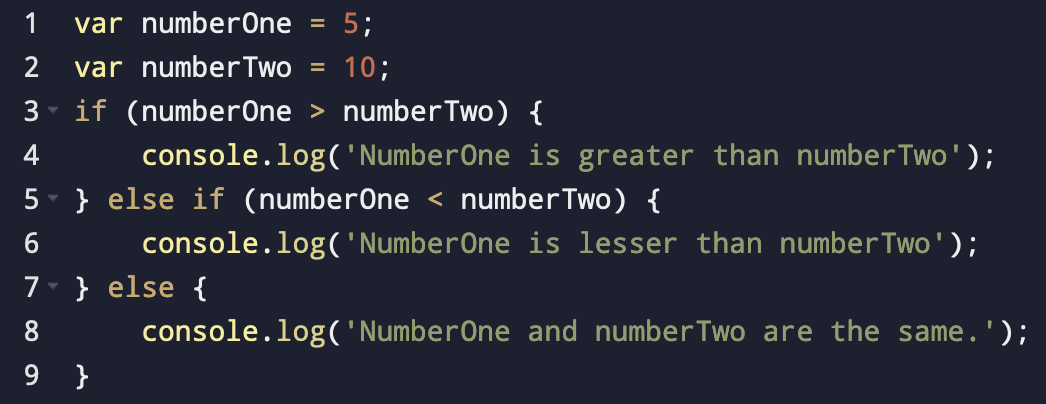 1 var numberOne = 5;
2 var numberTwo = 10;
3 if (numberOne > numberTwo) {
4     console.log('NumberOne is greater than numberTwo');
5 } else if (numberOne < numberTwo) {
6     console.log('NumberOne is lesser than numberTwo');
7 } else {
8     console.log('NumberOne and numberTwo are the same.');
9 }